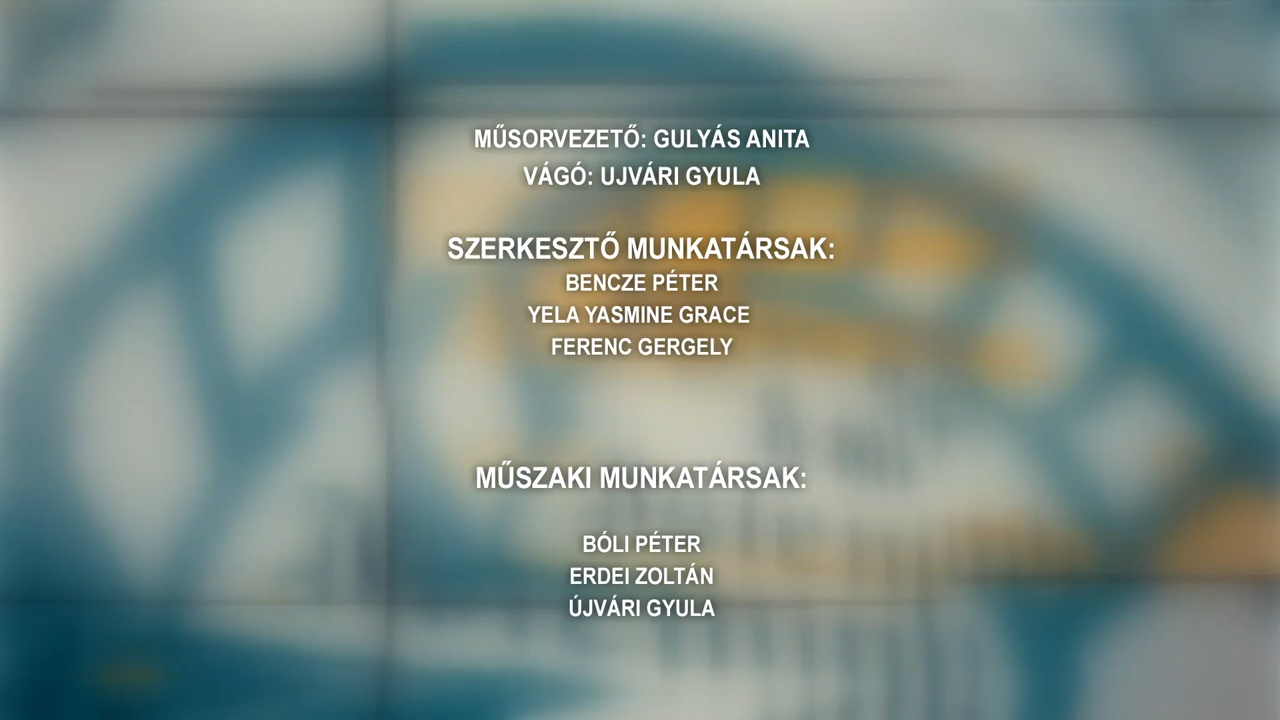 MŰSORVEZETŐ: GULYÁS ANITA
VÁGÓ: UJVÁRI GYULA
SZERKESZTŐ MUNKATÁRSAK:
BENCZE PÉTER
YELA YASMINE GRACE
FERENC GERGELY
MŰSZAKI MUNKATÁRSAK:
BÓLI PÉTER
ERDEI ZOLTÁN
ÚJVÁRI GYULA